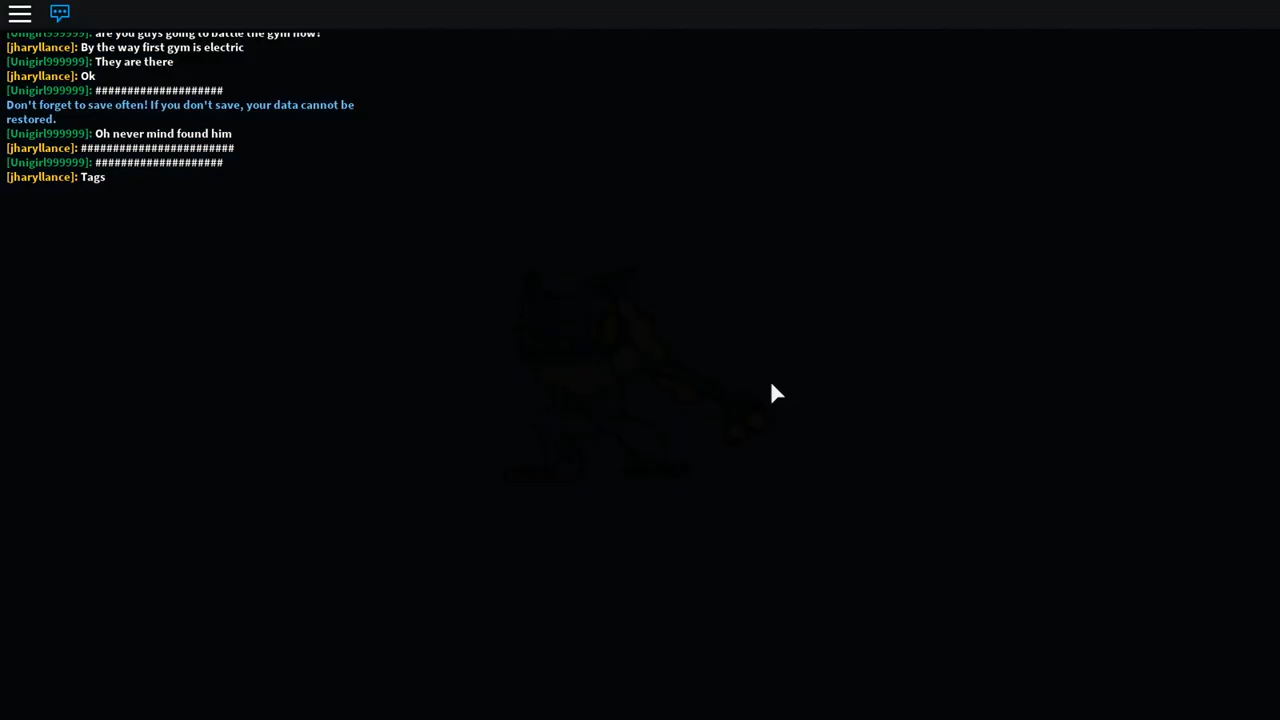 [Unigirl999999]: are you guys going to battle the gym now?
[jharyllance]: By the way first gym is electric
[Unigirl999999]: They are there
[jharyllance]: Ok
[Unigirl999999]: ####################
Don't forget to save often! If you don't save, your data cannot be
restored.
[Unigirl999999]: Oh never mind found him
[jharyllance]: ########################
[Unigirl999999]: ####################
[jharyllance]: Tags